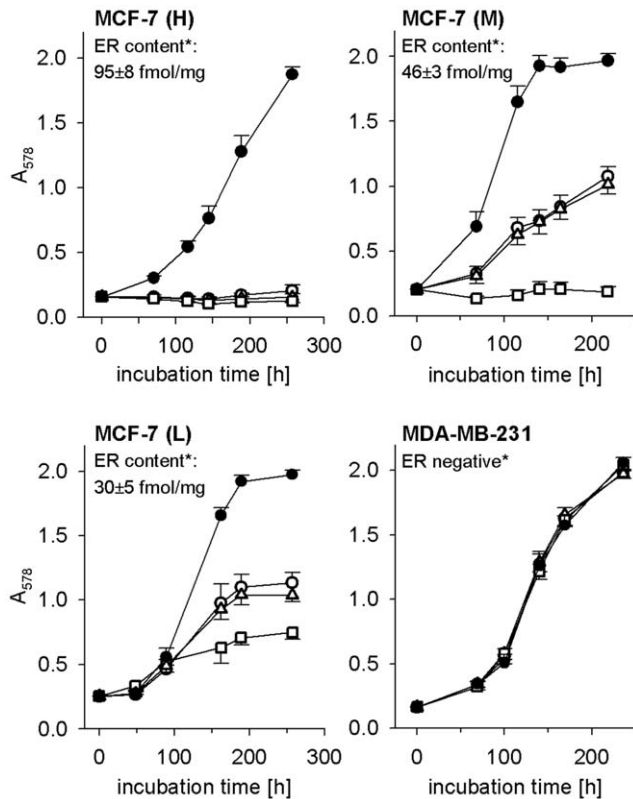 MCF-7 (H)
ER content*:
95±8 fmol/mg
2.0
1.5
1.0
0.5
0.0
A578
0 100 200 300
incubation time [h]
MCF-7 (M)
ER content*:
46±3 fmol/mg
2.0
1.5
1.0
0.5
0.0
0 100 200
incubation time [h]
MCF-7 (L)
ER content*:
30±5 fmol/mg
2.0
1.5
1.0
0.5
0.0
A578
0 100 200 300
incubation time [h]
MDA-MB-231
ER negative*
2.0
1.5
1.0
0.5
0.0
0 100 200
incubation time [h]